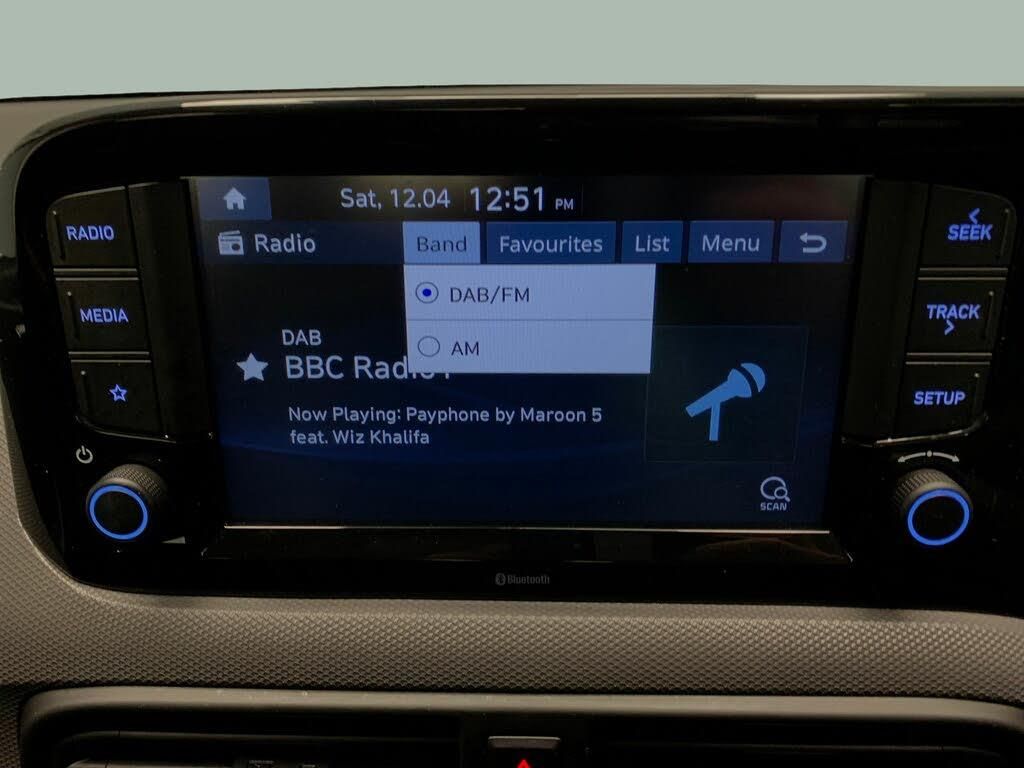 Sat, 12.04 12:51 PM
RADIO
Radio Band Favourites List Menu
SEEK
DAB/FM
MEDIA
TRACK
DAB
AM
BBC
Now Playing: Payphone by Maroon 5
feat. Wiz Khalifa
SETUP
SCAN
Bluetooth